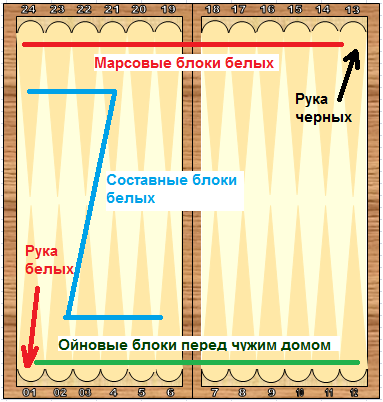 24 23 22 21 20 19 18 17 16 15 14 13
Марсовые блоки белых
Рука
черных
Составные блоки
белых
Рука
белых
Ойновые блоки перед чужим домом
01 02 03 4 5 6 7 8 9 10 11 12